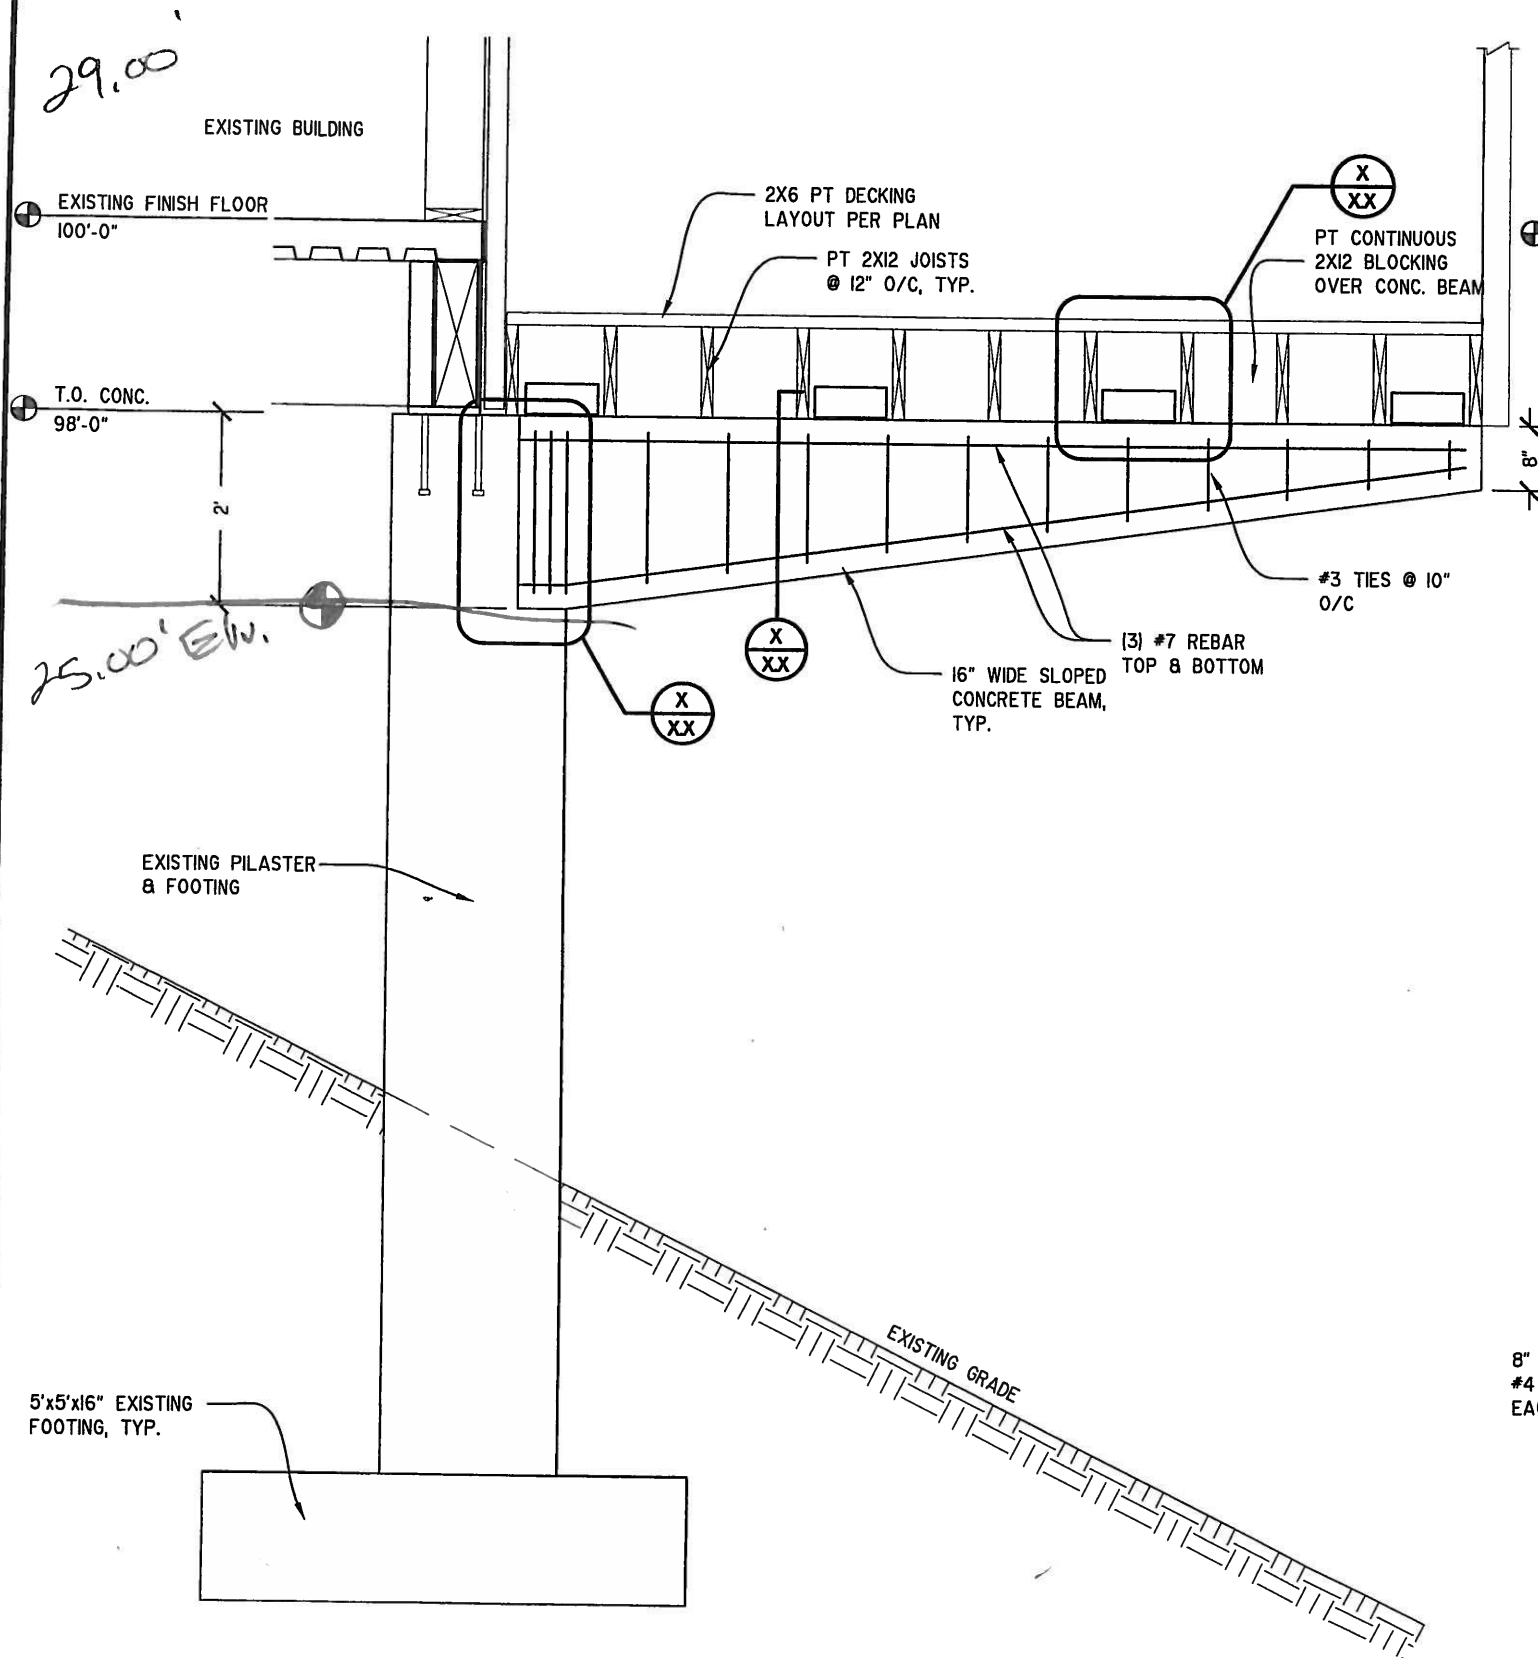 29.00'
EXISTING BUILDING
EXISTING FINISH FLOOR
100'-0"
2X6 PT DECKING
LAYOUT PER PLAN
PT 2X12 JOISTS
@ 12" O/C, TYP.
X
XX
PT CONTINUOUS
2X12 BLOCKING
OVER CONC. BEAM
T.O. CONC.
98'-0"
2'
8"
25.00' Elv.
#3 TIES @ 10"
O/C
(3) #7 REBAR
TOP & BOTTOM
X
XX
16" WIDE SLOPED
CONCRETE BEAM,
TYP.
X
XX
EXISTING PILASTER
& FOOTING
EXISTING GRADE
5'x5'x16" EXISTING
FOOTING, TYP.
8"
#4